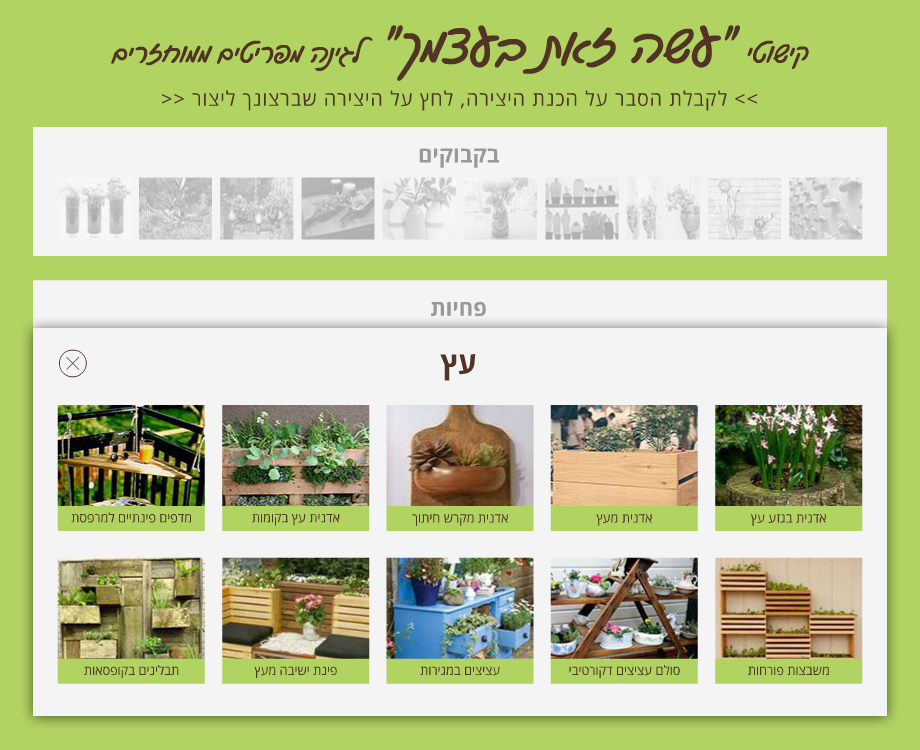 קישוטי "עשה זאת בעצמך" לגינה מפריטים ממוחזרים
>> לקבלת הסבר על הכנת היצירה, לחץ על היצירה שברצונך ליצור <<
בקבוקים
פחיות
עץ
אדנית בגזע עץ
אדנית מעץ
אדנית מקרש חיתוך
אדנית עץ בקומות
מדפים פינתיים למרפסת
משבצות פורחות
סולם עציצים דקורטיבי
עציצים במגירות
פינת ישיבה מעץ
תבלינים בקופסאות